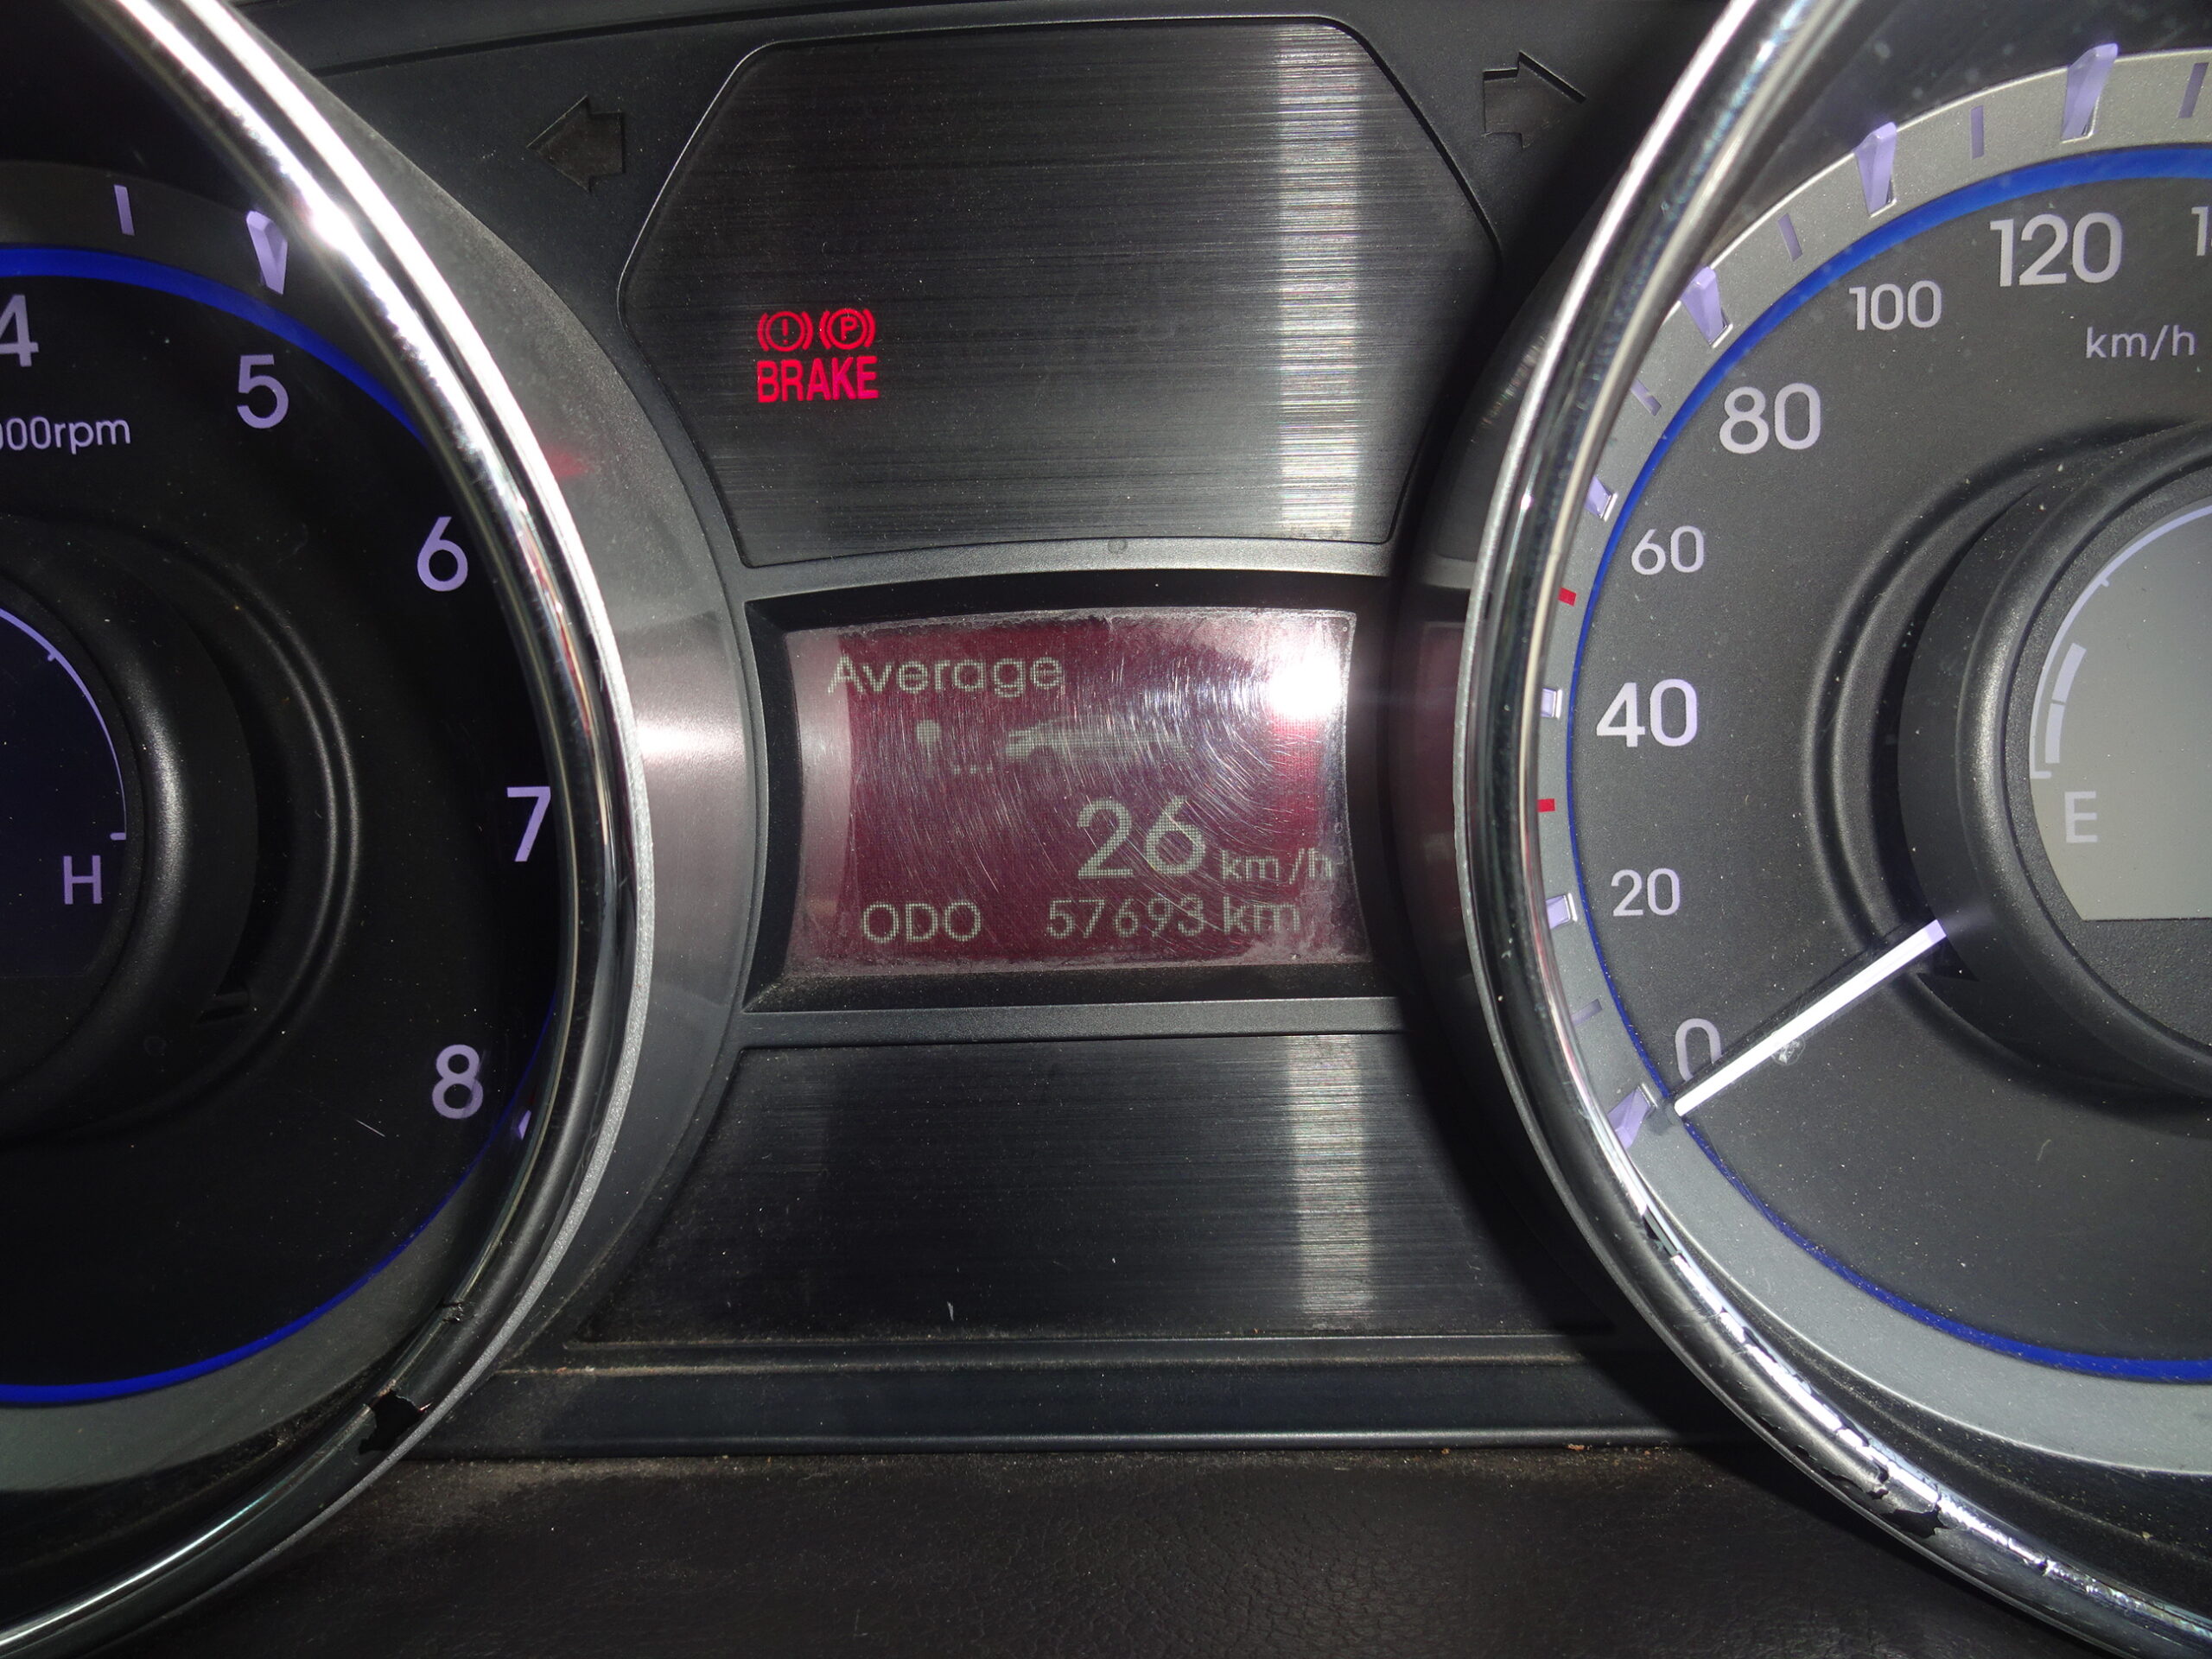 4
5
000rpm
6
7
8
H
(!) (P)
BRAKE
Average
26 km/h
ODO 57693 km
120
100
km/h
80
60
40
20
0
E